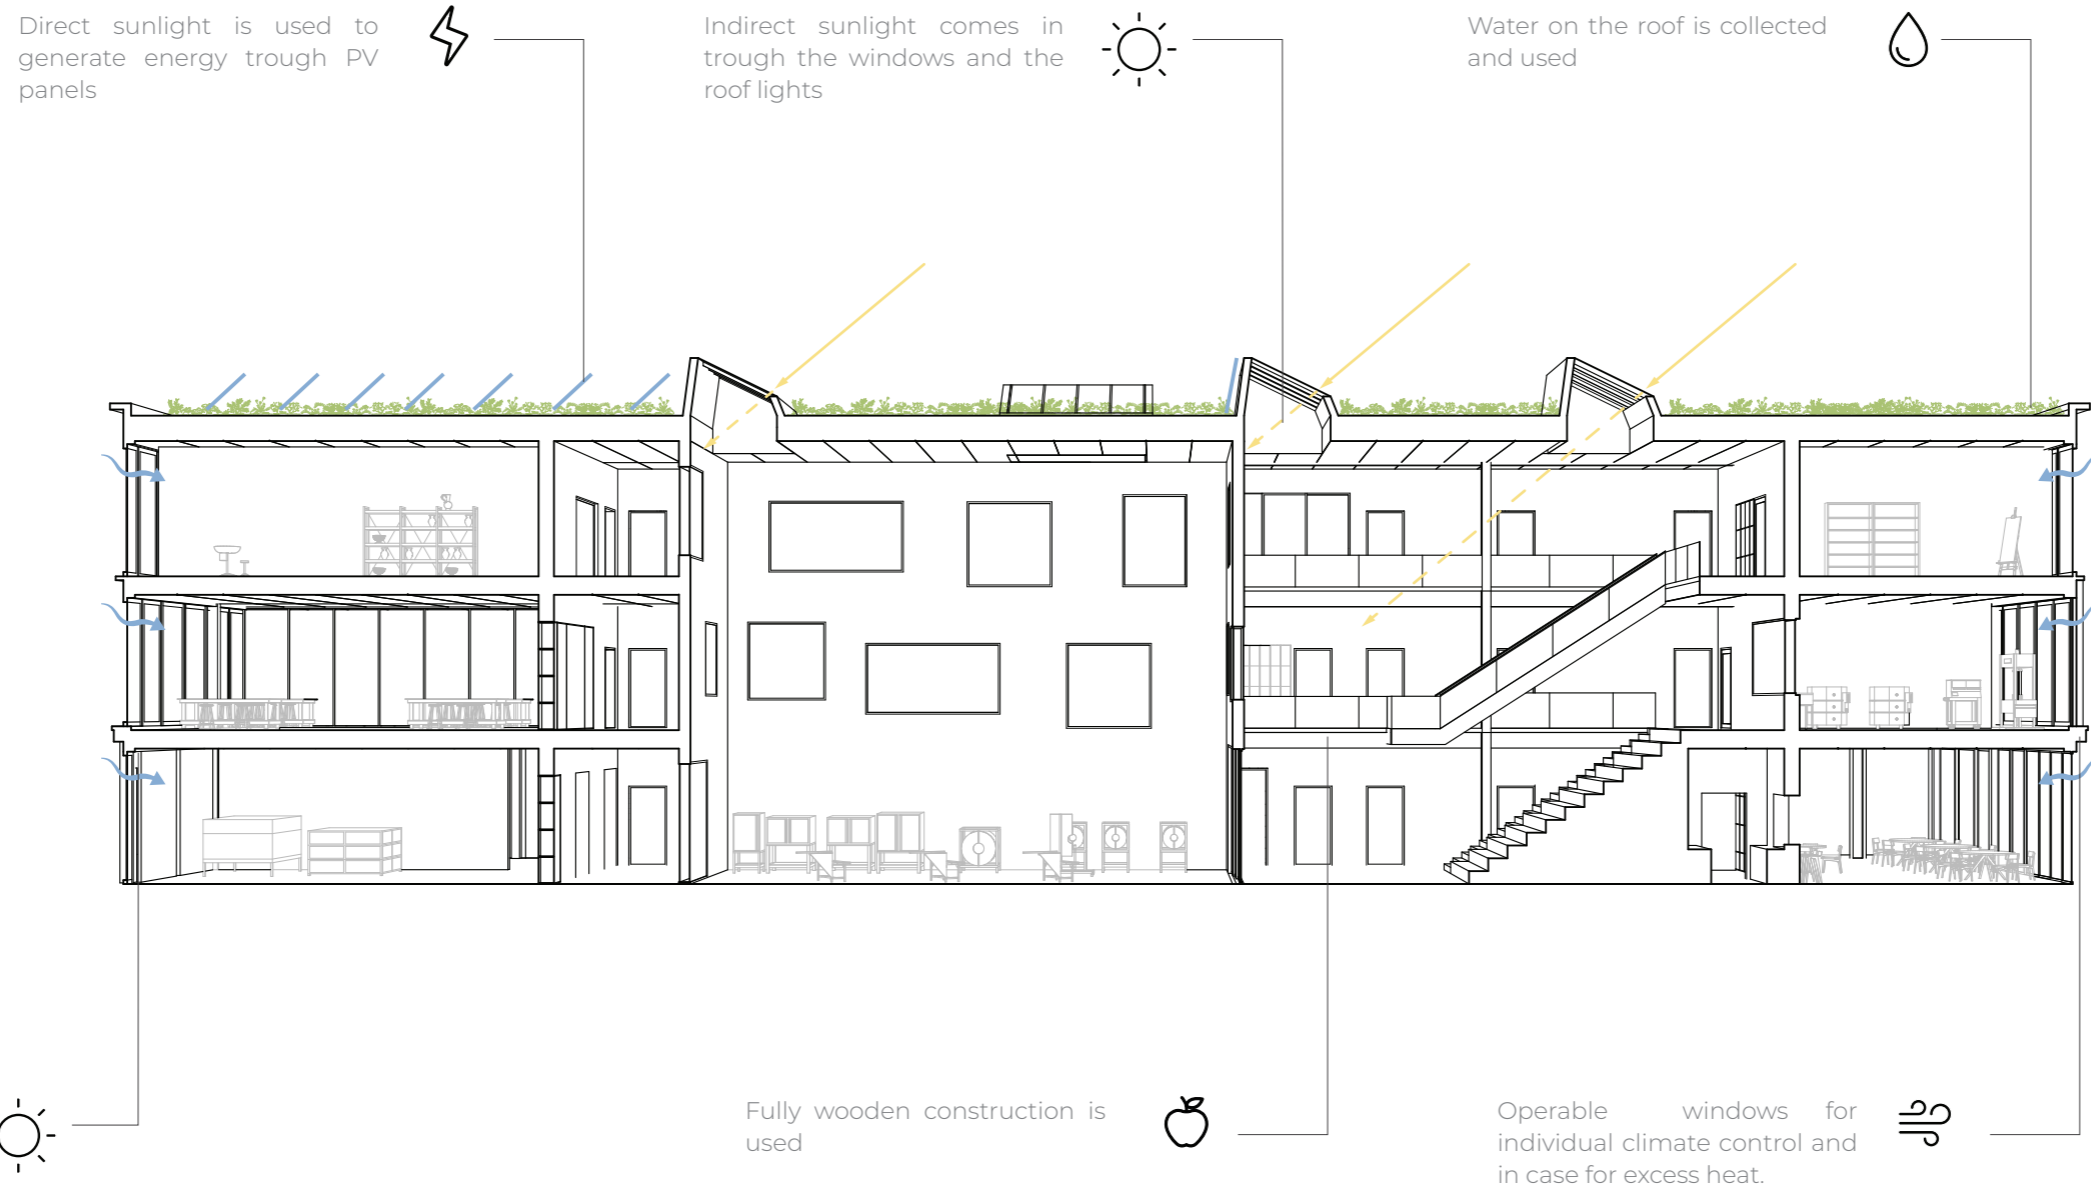 Direct sunlight is used to
generate energy trough PV
panels
Indirect sunlight comes in
trough the windows and the
roof lights
Water on the roof is collected
and used
Fully wooden construction is
used
Operable windows for
individual climate control and
in case for excess heat.